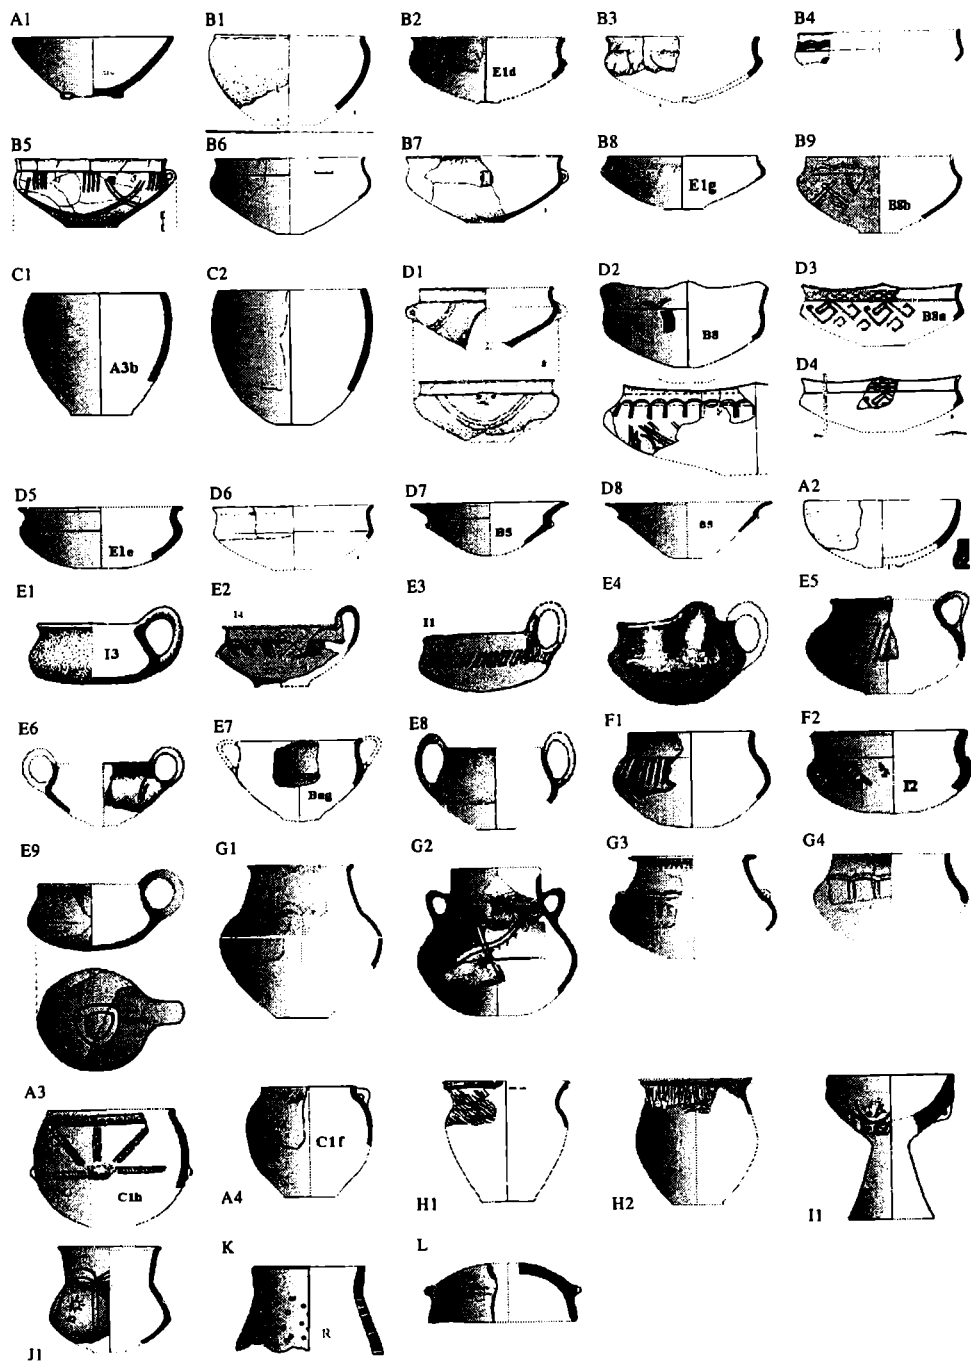 A1 B1 B2 B3 B4
E1d
B5 B6 B7 B8 B9
E1g B8b
C1 C2 D1 D2 D3
A3b B8 B8a
D4
D5 D6 D7 D8 A2
E1e B5 B5
E1 E2 E3 E4 E5
I3 I4 I1
E6 E7 E8 F1 F2
Bag I2
E9 G1 G2 G3 G4
A3
C1h C1f
A4 H1 H2 I1
K L
R
J1